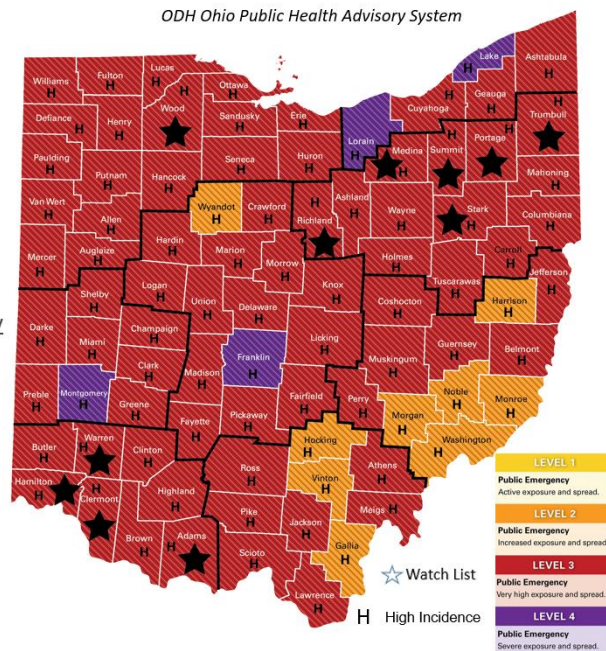 ODH Ohio Public Health Advisory System
Williams H
Fulton H
Lucas H
Ottawa H
Lake H
Ashtabula H
Geauga H
Cuyahoga H
Defiance H
Henry H
Wood
Sandusky H
Erie H
Lorain H
Medina H
Summit H
Portage H
Trumbull H
Paulding H
Putnam H
Hancock H
Seneca H
Huron H
Mahoning H
Van Wert H
Allen H
Wyandot H
Crawford H
Richland H
Ashland H
Wayne H
Stark H
Columbiana H
Mercer H
Auglaize H
Hardin H
Marion H
Morrow H
Holmes H
Carroll H
Jefferson H
Shelby H
Logan H
Union H
Delaware H
Knox H
Coshocton H
Tuscarawas H
Harrison H
Darke H
Miami H
Champaign H
Clark H
Madison H
Franklin H
Licking H
Muskingum H
Guernsey H
Belmont H
Preble H
Montgomery H
Greene H
Fayette H
Pickaway H
Fairfield H
Perry H
Morgan H
Noble H
Monroe H
Washington H
Butler H
Warren H
Clinton H
Ross H
Hocking H
Athens H
Hamilton H
Clermont H
Highland H
Vinton H
Meigs H
Brown H
Adams H
Pike H
Jackson H
Gallia H
Scioto H
Lawrence H
LEVEL 1
Public Emergency
Active exposure and spread.
LEVEL 2
Public Emergency
Increased exposure and spread.
LEVEL 3
Public Emergency
Very high exposure and spread.
LEVEL 4
Public Emergency
Severe exposure and spread.
Watch List
H High Incidence